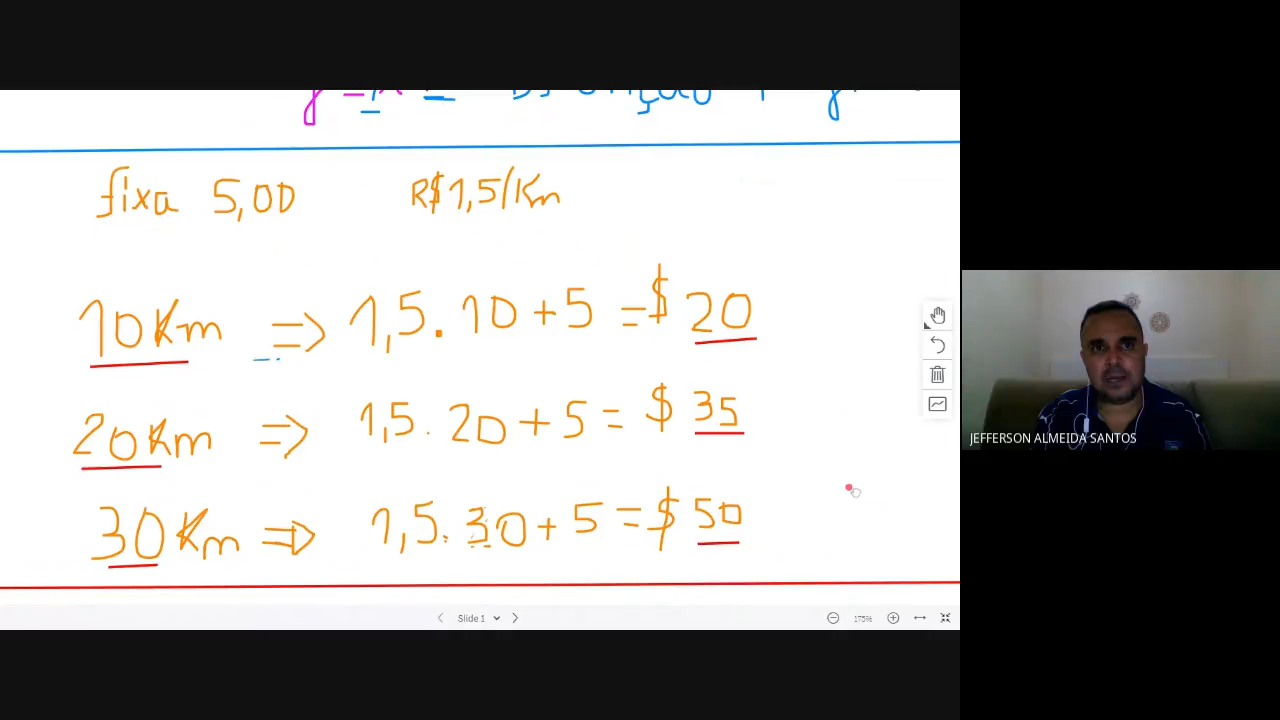 fixa 5,00 R$1,5/Km
10Km => 1,5.10+5=$ 20
20Km => 1,5.20+5=$ 35
30Km => 1,5.30+5=$ 50
JEFFERSON ALMEIDA SANTOS
Slide 1
175%